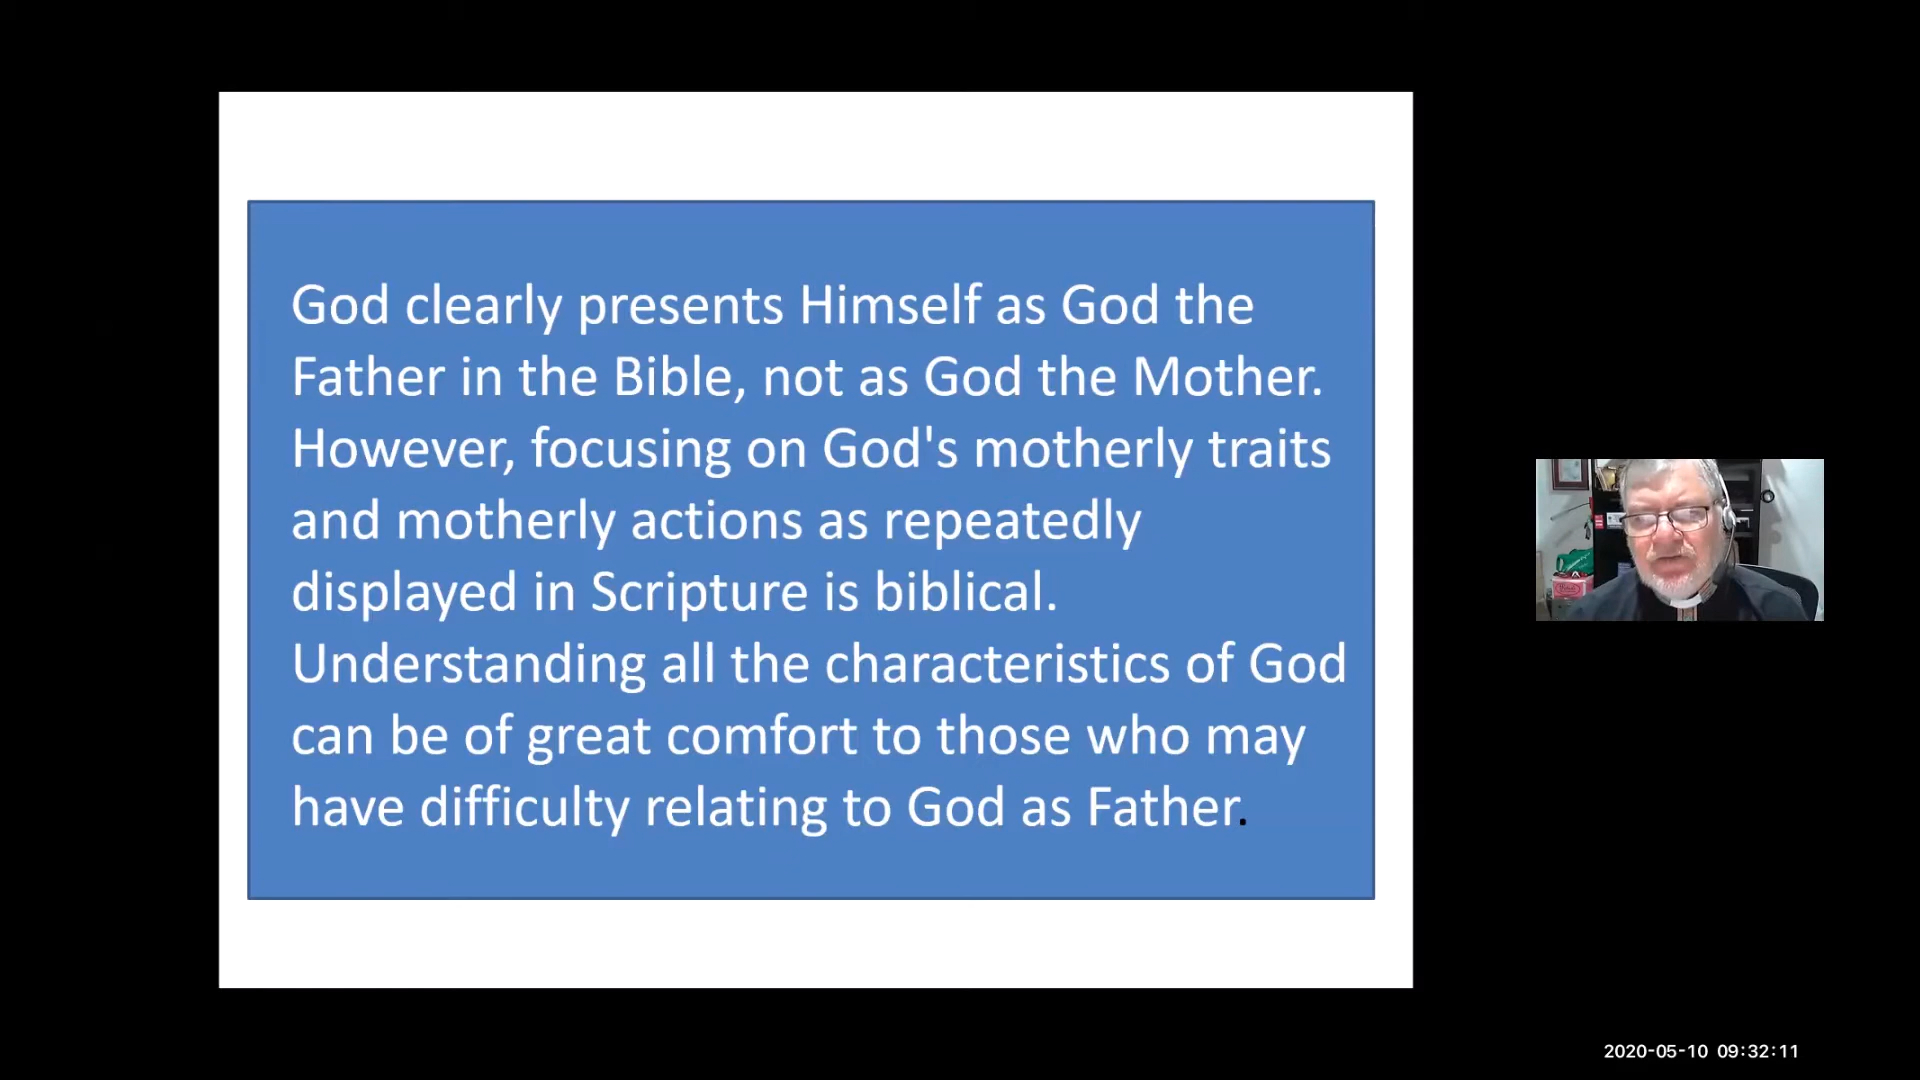 God clearly presents Himself as God the
Father in the Bible, not as God the Mother.
However, focusing on God's motherly traits
and motherly actions as repeatedly
displayed in Scripture is biblical.
Understanding all the characteristics of God
can be of great comfort to those who may
have difficulty relating to God as Father.
2020-05-10 09:32:11